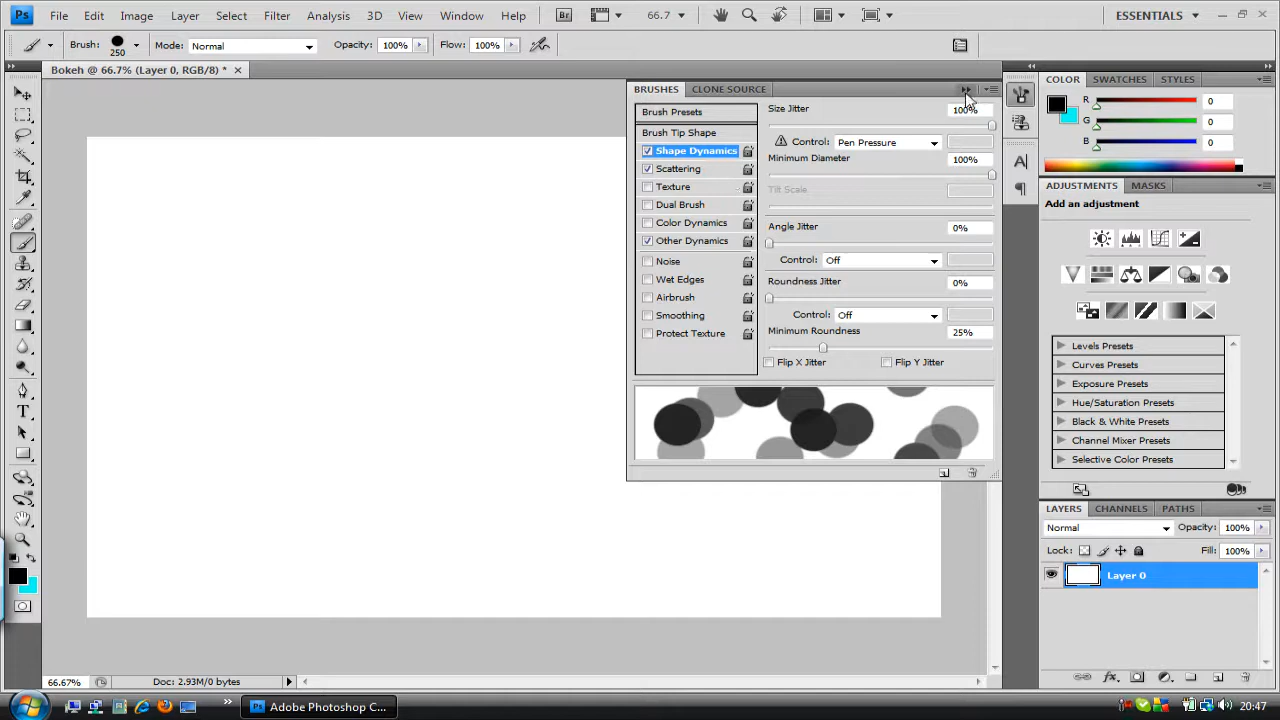 Ps File Edit Image Layer Select Filter Analysis 3D View Window Help Br 66.7 ESSENTIALS
Brush: 250 Mode: Normal Opacity: 100% Flow: 100%
Bokeh @ 66.7% (Layer 0, RGB/8) * ×
BRUSHES CLONE SOURCE
Brush Presets
Brush Tip Shape
Shape Dynamics
Scattering
Texture
Dual Brush
Color Dynamics
Other Dynamics
Noise
Wet Edges
Airbrush
Smoothing
Protect Texture
Size Jitter 100%
Control: Pen Pressure
Minimum Diameter 100%
Tilt Scale
Angle Jitter 0%
Control: Off
Roundness Jitter 0%
Control: Off
Minimum Roundness 25%
Flip X Jitter Flip Y Jitter
COLOR SWATCHES STYLES
R 0
G 0
B 0
ADJUSTMENTS MASKS
Add an adjustment
Levels Presets
Curves Presets
Exposure Presets
Hue/Saturation Presets
Black & White Presets
Channel Mixer Presets
Selective Color Presets
LAYERS CHANNELS PATHS
Normal Opacity: 100%
Lock: Fill: 100%
Layer 0
66.67% Doc: 2.93M/0 bytes
Ps Adobe Photoshop C... 20:47